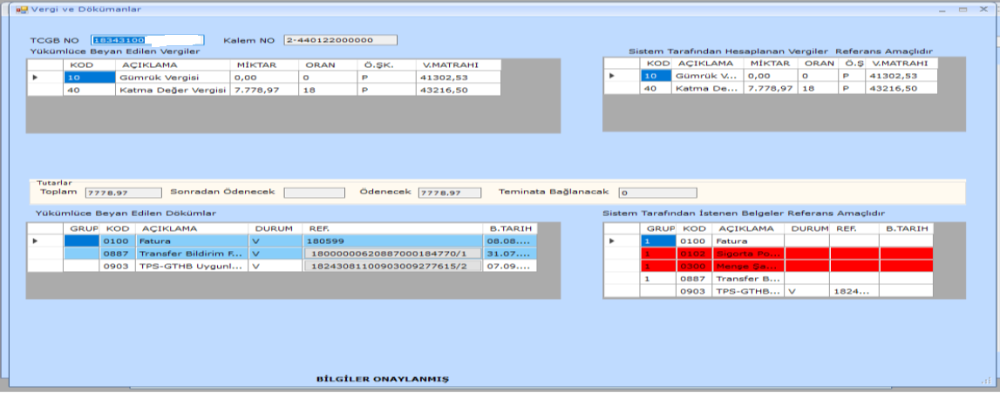 Vergi ve Dökümanlar
TCGB NO 18343100 Kalem NO 2-440122000000
Yükümlüce Beyan Edilen Vergiler
KOD AÇIKLAMA MİKTAR ORAN Ö.ŞK. V.MATRAHI
10 Gümrük Vergisi 0,00 0 P 41302,53
40 Katma Değer Vergisi 7.778,97 18 P 43216,50
Sistem Tarafından Hesaplanan Vergiler Referans Amaçlıdır
KOD AÇIKLAMA MİKTAR ORAN Ö.Ş V.MATRAHI
10 Gümrük V... 0,00 0 P 41302,53
40 Katma De... 7.778,97 18 P 43216,50
Tutarlar
Toplam 7778,97 Sonradan Ödenecek Ödenecek 7778,97 Teminata Bağlanacak 0
Yükümlüce Beyan Edilen Dökümlar
GRUP KOD AÇIKLAMA DURUM REF. B.TARIH
0100 Fatura V 180599 08.08....
0887 Transfer Bildirim F... V 18000000620887000184770/1 31.07....
0903 TPS-GTHB Uygunl... V 18243081100903009277615/2 07.09....
Sistem Tarafından İstenen Belgeler Referans Amaçlıdır
GRUP KOD AÇIKLAMA DURUM REF. B.TARIH
1 0100 Fatura
1 0102 Sigorta Po...
1 0300 Menşe Şa...
1 0887 Transfer B...
0903 TPS-GTHB... V 1824...
BİLGİLER ONAYLANMIŞ